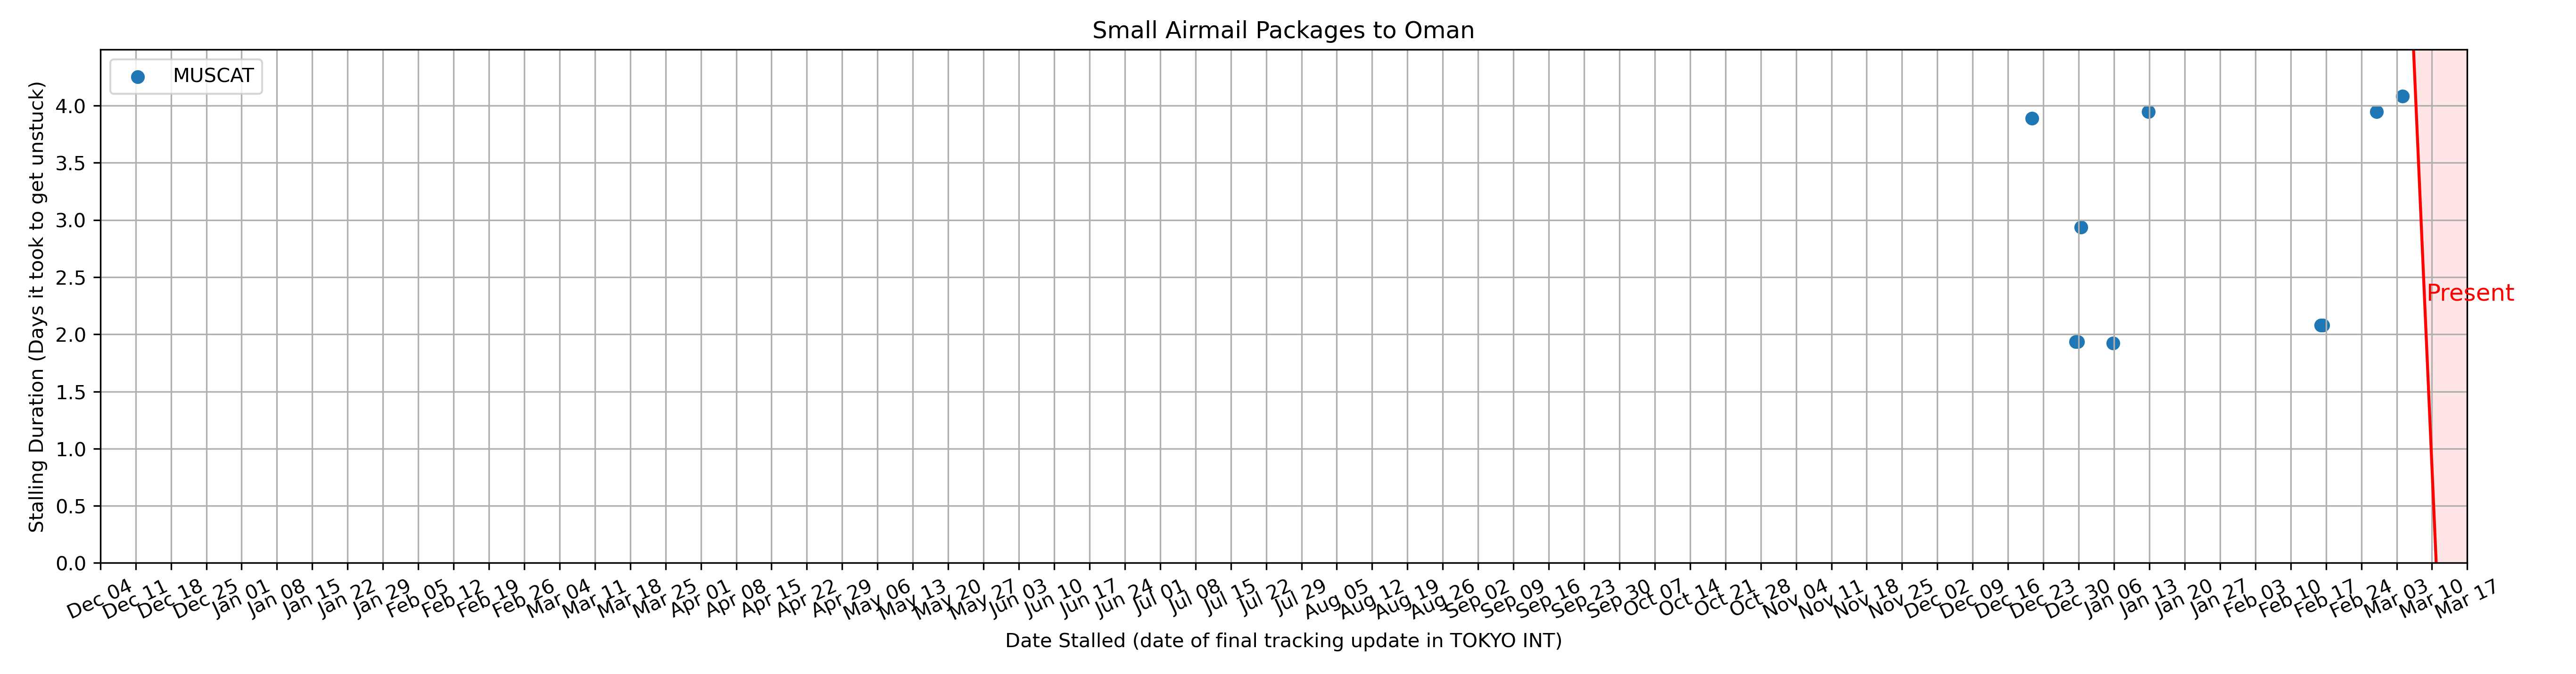 Small Airmail Packages to Oman
MUSCAT
Stalling Duration (Days it took to get unstuck)
4.0
3.5
3.0
2.5
2.0
1.5
1.0
0.5
0.0
Present
Dec 04
Dec 11
Dec 18
Dec 25
Jan 01
Jan 08
Jan 15
Jan 22
Jan 29
Feb 05
Feb 12
Feb 19
Feb 26
Mar 04
Mar 11
Mar 18
Mar 25
Apr 01
Apr 08
Apr 15
Apr 22
Apr 29
May 06
May 13
May 20
May 27
Jun 03
Jun 10
Jun 17
Jun 24
Jul 01
Jul 08
Jul 15
Jul 22
Jul 29
Aug 05
Aug 12
Aug 19
Aug 26
Sep 02
Sep 09
Sep 16
Sep 23
Sep 30
Oct 07
Oct 14
Oct 21
Oct 28
Nov 04
Nov 11
Nov 18
Nov 25
Dec 02
Dec 09
Dec 16
Dec 23
Dec 30
Jan 06
Jan 13
Jan 20
Jan 27
Feb 03
Feb 10
Feb 17
Feb 24
Mar 03
Mar 10
Mar 17
Date Stalled (date of final tracking update in TOKYO INT)